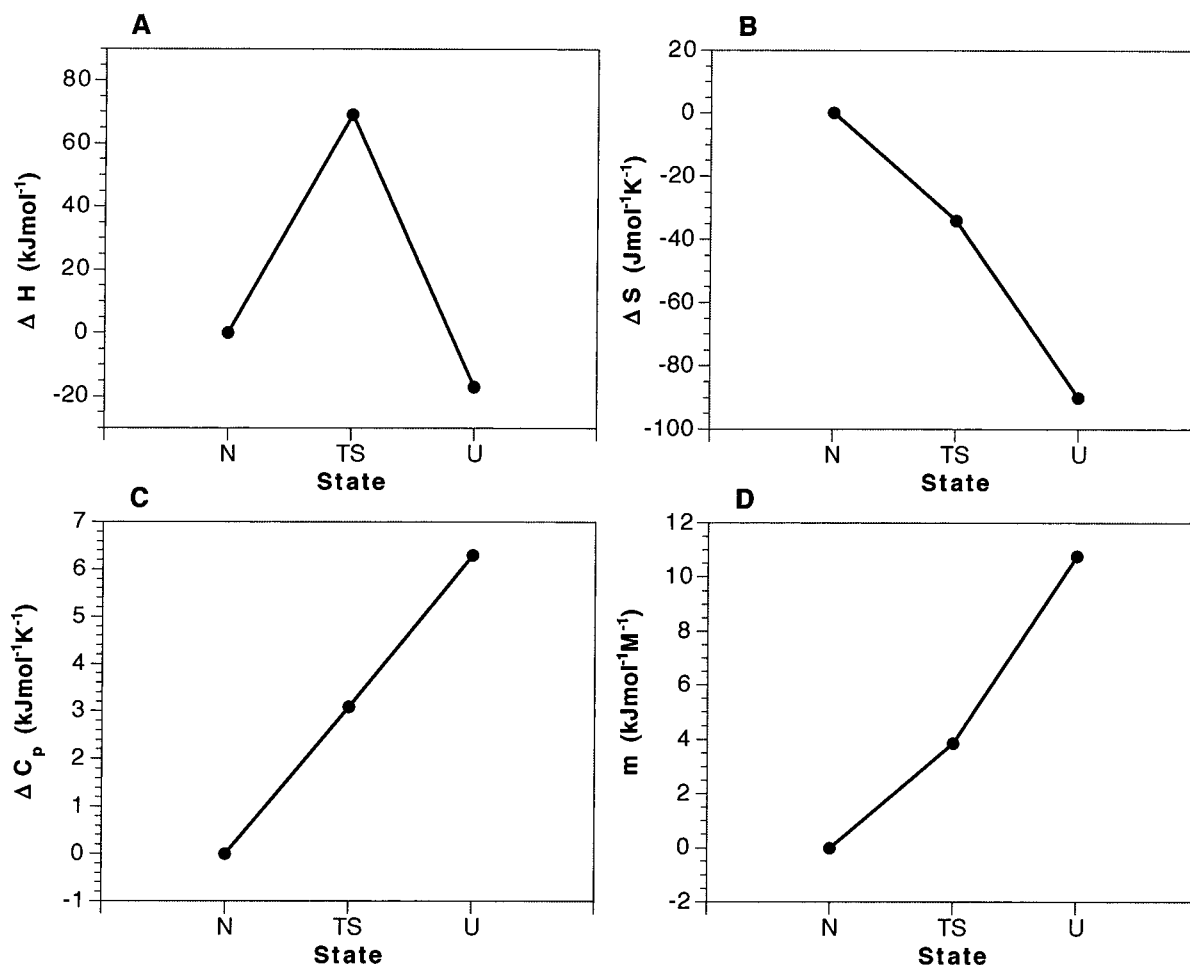 A
Δ H (kJmol⁻¹)
80
60
40
20
0
-20
N TS U
State
B
Δ S (Jmol⁻¹K⁻¹)
20
0
-20
-40
-60
-80
-100
N TS U
State
C
Δ Cₚ (kJmol⁻¹K⁻¹)
7
6
5
4
3
2
1
0
-1
N TS U
State
D
m (kJmol⁻¹M⁻¹)
12
10
8
6
4
2
0
-2
N TS U
State